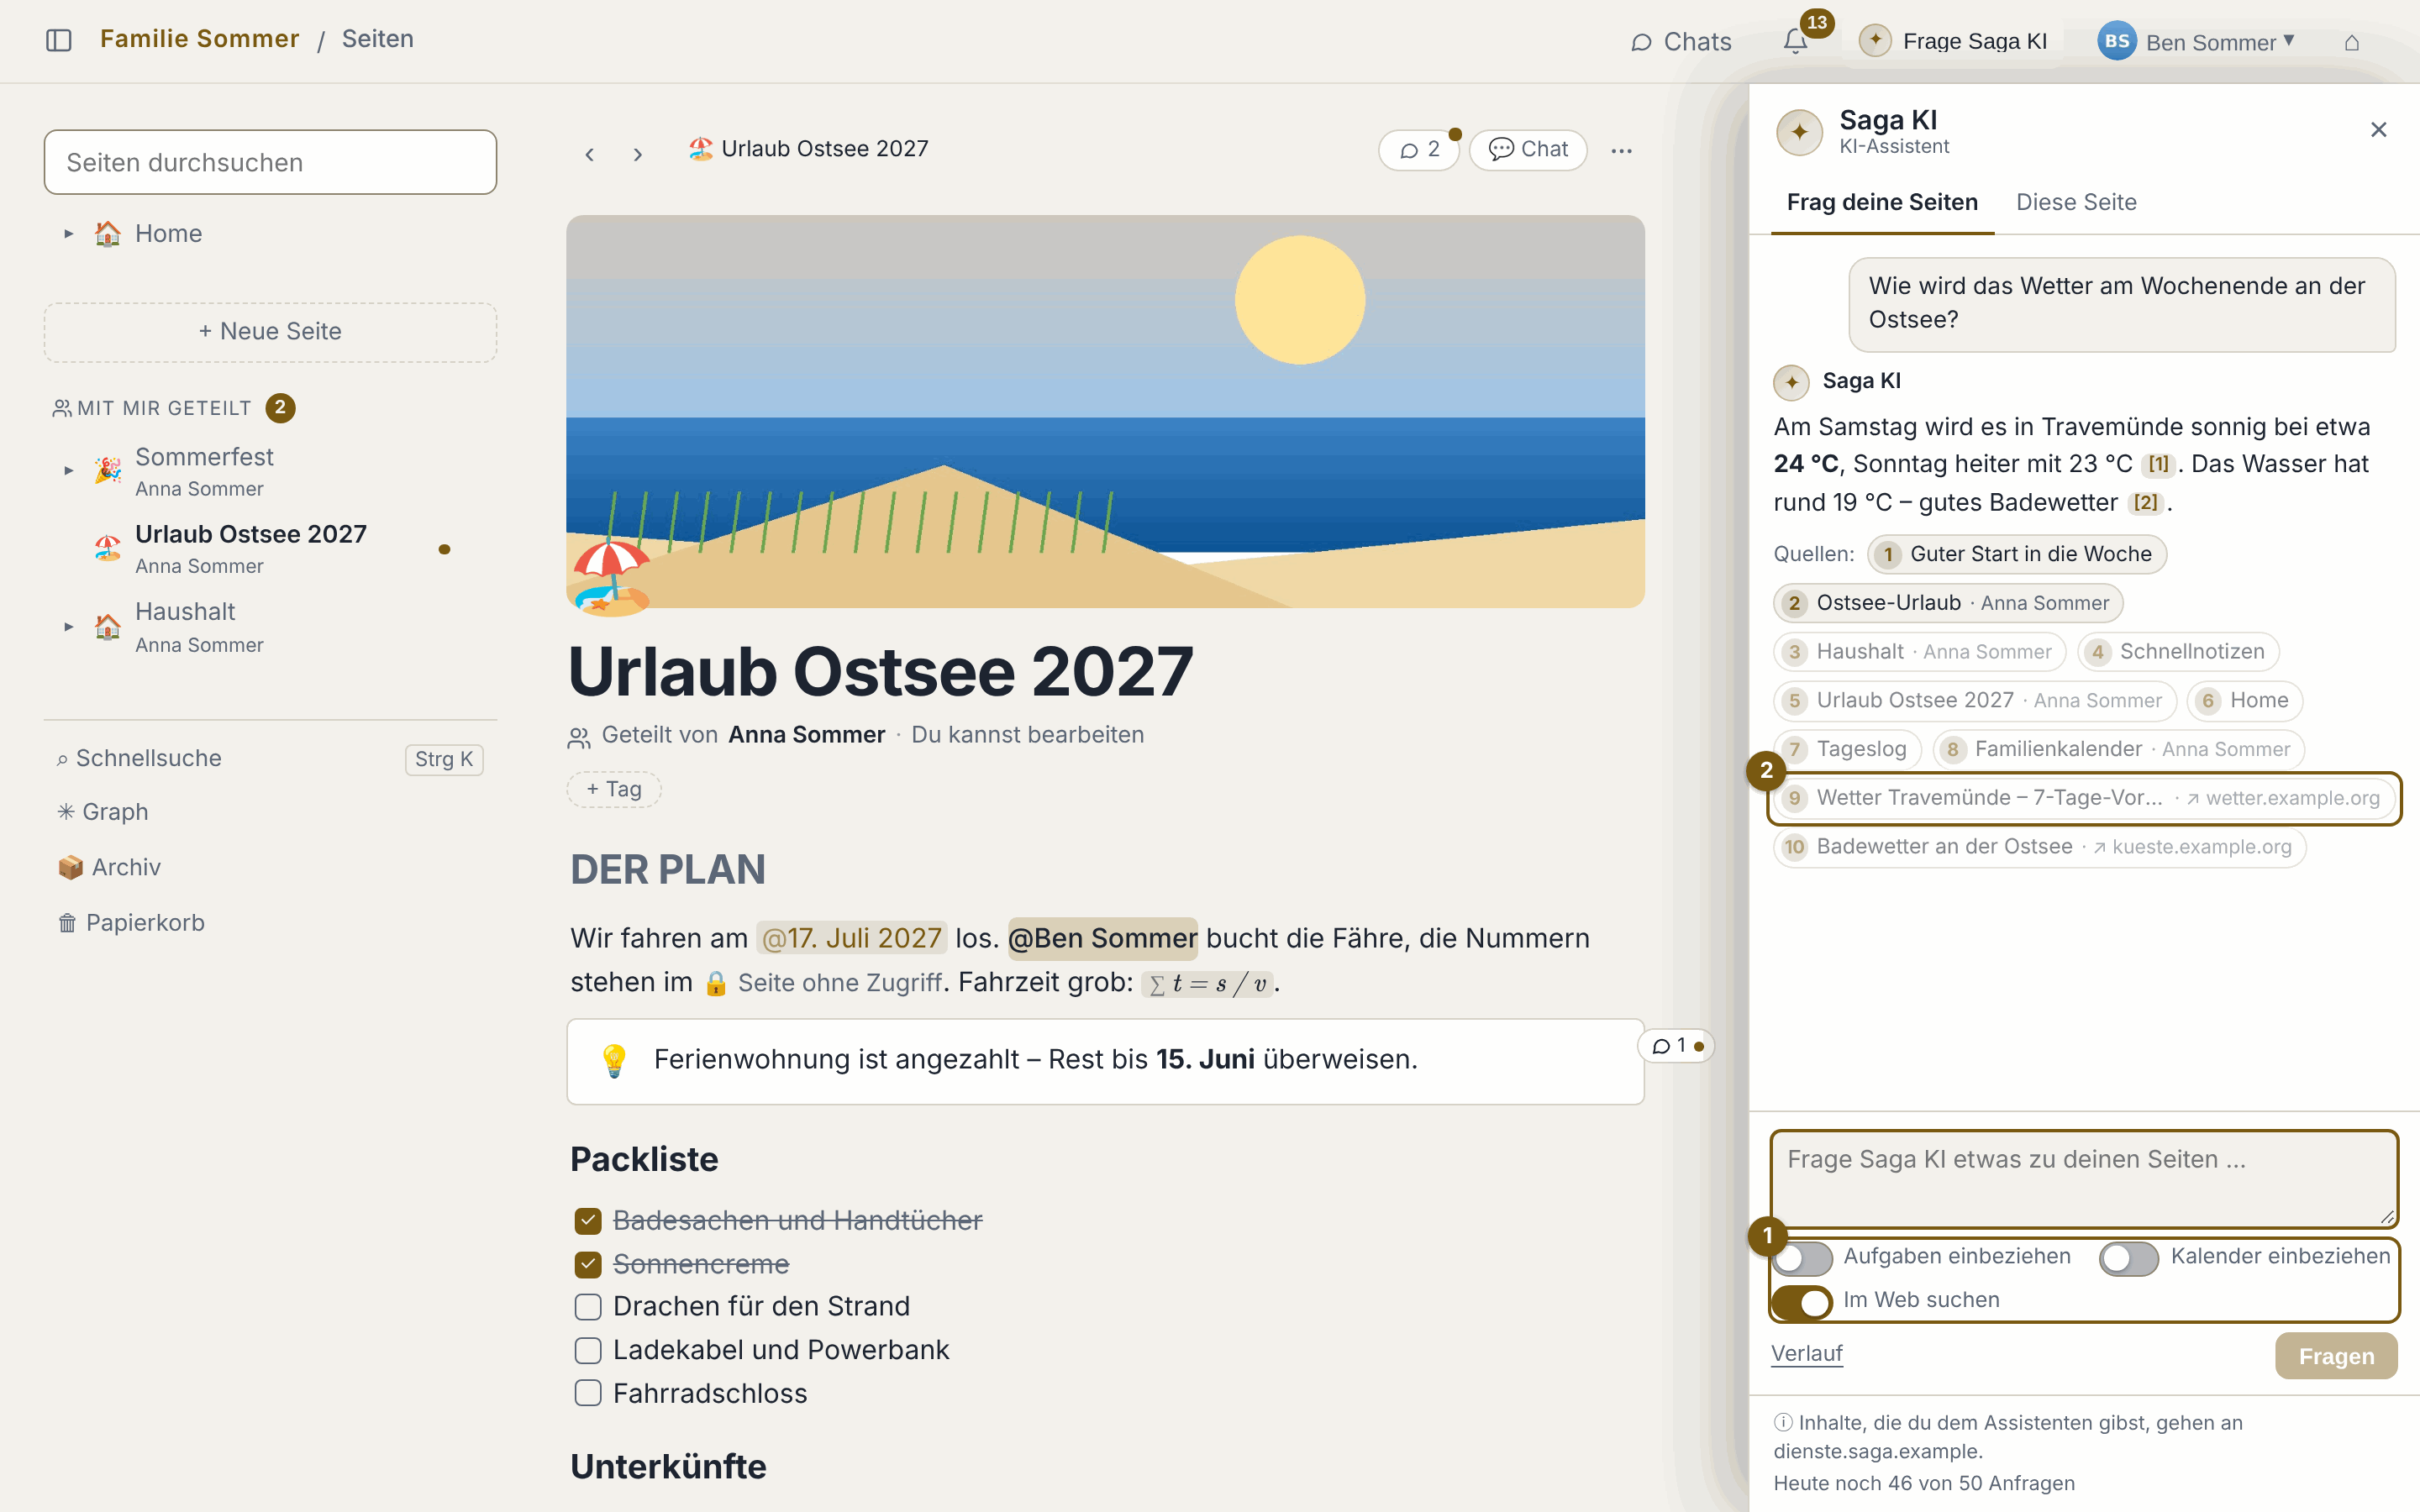 Familie Sommer / Seiten
Chats
13
Frage Saga KI
BS Ben Sommer
Seiten durchsuchen
Home
+ Neue Seite
MIT MIR GETEILT 2
Sommerfest
Anna Sommer
Urlaub Ostsee 2027
Anna Sommer
Haushalt
Anna Sommer
Schnellsuche Strg K
Graph
Archiv
Papierkorb
Urlaub Ostsee 2027
2
Chat
Urlaub Ostsee 2027
Geteilt von Anna Sommer · Du kannst bearbeiten
+ Tag
DER PLAN
Wir fahren am @17. Juli 2027 los. @Ben Sommer bucht die Fähre, die Nummern
stehen im Seite ohne Zugriff. Fahrzeit grob: ∑ t = s / v.
Ferienwohnung ist angezahlt – Rest bis 15. Juni überweisen.
1
Packliste
Badesachen und Handtücher
Sonnencreme
Drachen für den Strand
Ladekabel und Powerbank
Fahrradschloss
Unterkünfte
Saga KI
KI-Assistent
Frag deine Seiten
Diese Seite
Wie wird das Wetter am Wochenende an der
Ostsee?
Saga KI
Am Samstag wird es in Travemünde sonnig bei etwa
24 °C, Sonntag heiter mit 23 °C [1]. Das Wasser hat
rund 19 °C – gutes Badewetter [2].
Quellen: 1 Guter Start in die Woche
2 Ostsee-Urlaub · Anna Sommer
3 Haushalt · Anna Sommer 4 Schnellnotizen
5 Urlaub Ostsee 2027 · Anna Sommer 6 Home
7 Tageslog 8 Familienkalender · Anna Sommer
2
9 Wetter Travemünde – 7-Tage-Vor… · ↗ wetter.example.org
10 Badewetter an der Ostsee · ↗ kueste.example.org
Frage Saga KI etwas zu deinen Seiten …
1
Aufgaben einbeziehen Kalender einbeziehen
Im Web suchen
Verlauf
Fragen
ⓘ Inhalte, die du dem Assistenten gibst, gehen an
dienste.saga.example.
Heute noch 46 von 50 Anfragen